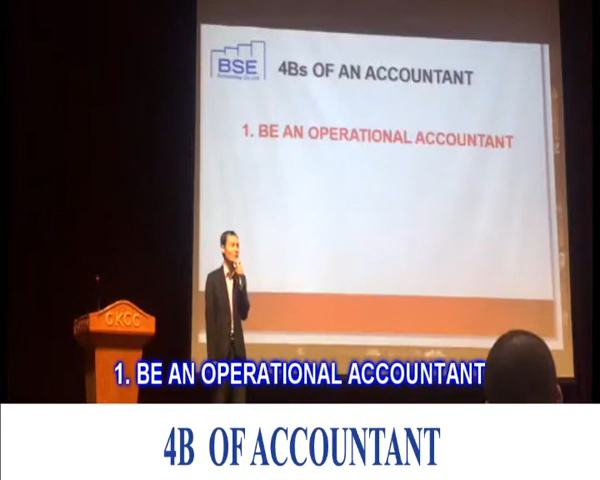 BSE
4Bs OF AN ACCOUNTANT
1. BE AN OPERATIONAL ACCOUNTANT
CKCC
1. BE AN OPERATIONAL ACCOUNTANT
4B OF ACCOUNTANT